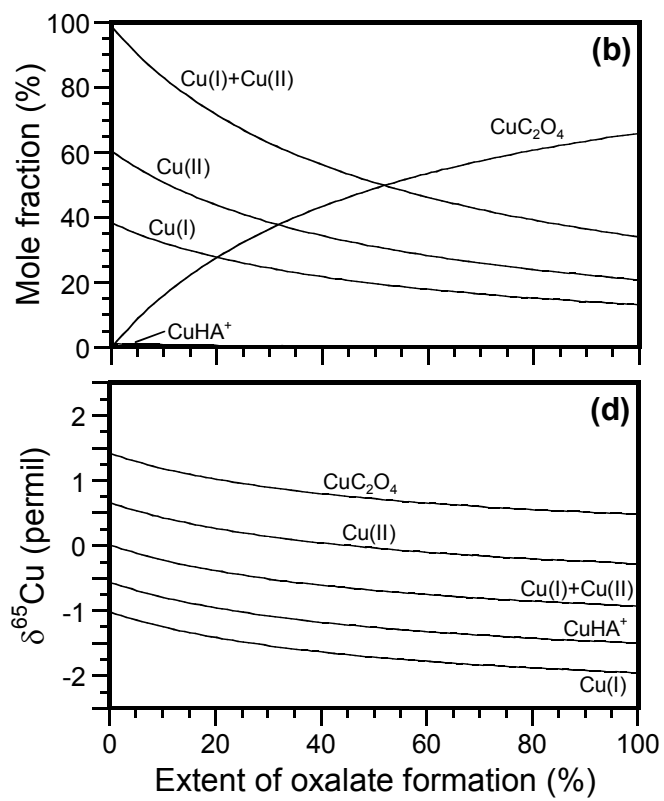 100
80
60
40
20
0
Mole fraction (%)
(b)
Cu(I)+Cu(II)
CuC₂O₄
Cu(II)
Cu(I)
CuHA⁺
2
1
0
-1
-2
δ⁶⁵Cu (permil)
(d)
CuC₂O₄
Cu(II)
Cu(I)+Cu(II)
CuHA⁺
Cu(I)
0 20 40 60 80 100
Extent of oxalate formation (%)